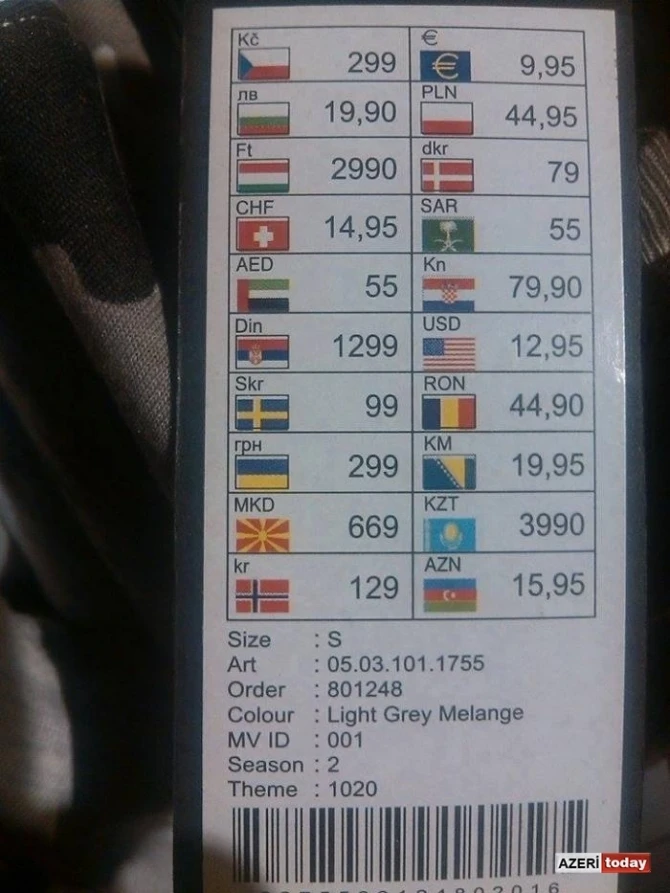 Kč 299 € 9,95
лв 19,90 PLN 44,95
Ft 2990 dkr 79
CHF 14,95 SAR 55
AED 55 Kn 79,90
Din 1299 USD 12,95
Skr 99 RON 44,90
грн 299 KM 19,95
MKD 669 KZT 3990
kr 129 AZN 15,95
Size : S
Art : 05.03.101.1755
Order : 801248
Colour : Light Grey Melange
MV ID : 001
Season : 2
Theme : 1020
AZERİ today